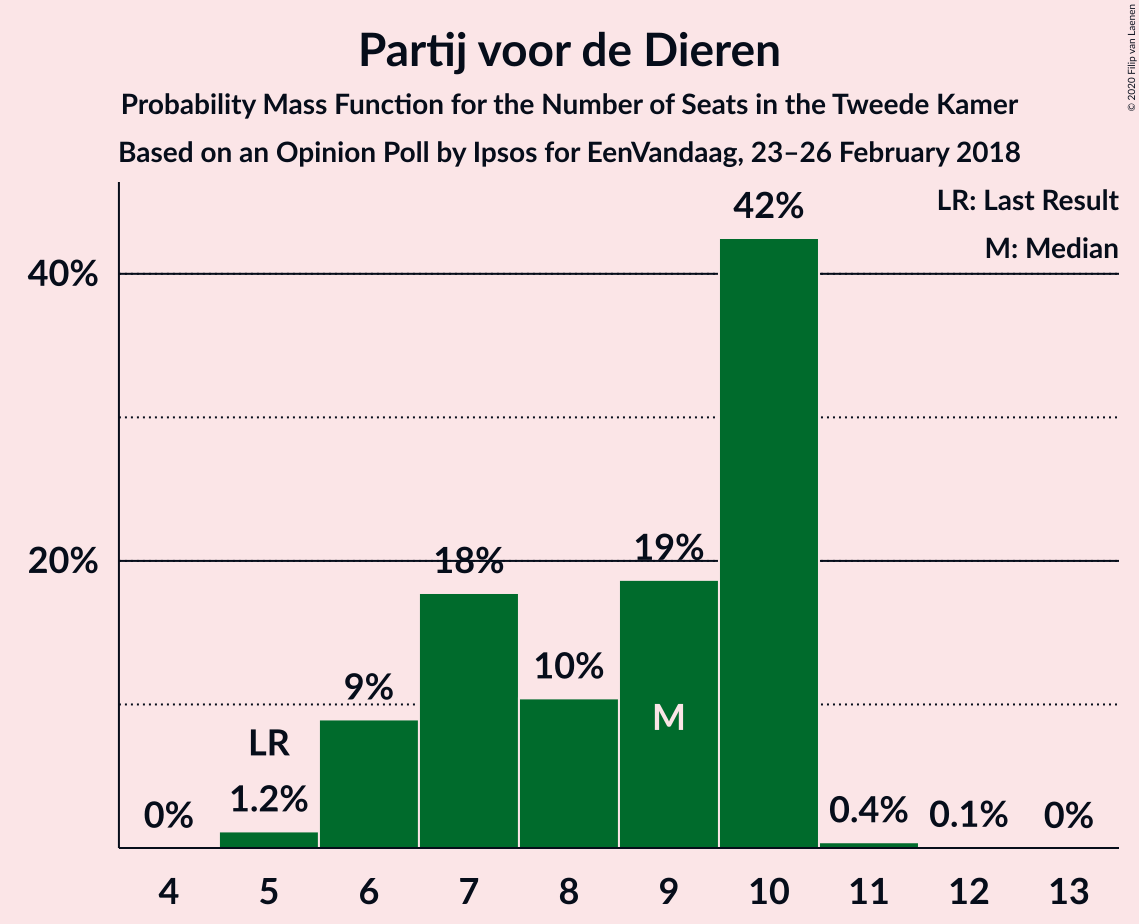 Partij voor de Dieren
Probability Mass Function for the Number of Seats in the Tweede Kamer
Based on an Opinion Poll by Ipsos for EenVandaag, 23–26 February 2018
© 2020 Filip van Laenen
LR: Last Result
M: Median
40%
20%
0%
LR
1.2%
9%
18%
10%
19%
M
42%
0.4%
0.1%
0%
4 5 6 7 8 9 10 11 12 13